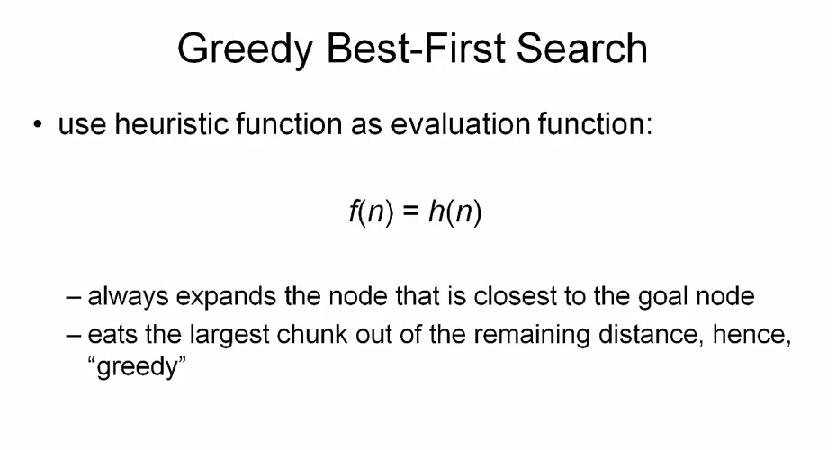 Greedy Best-First Search
• use heuristic function as evaluation function:
f(n) = h(n)
– always expands the node that is closest to the goal node
– eats the largest chunk out of the remaining distance, hence,
“greedy”